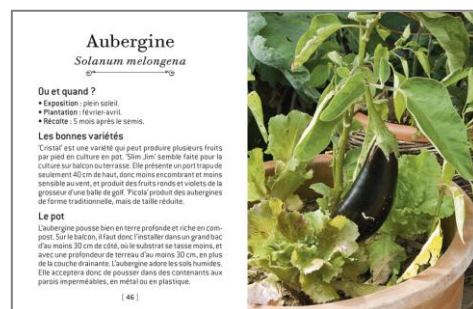 Aubergine
Solanum melongena
Ou et quand ?
• Exposition : plein soleil.
• Plantation : février-avril.
• Récolte : 5 mois après le semis.
Les bonnes variétés
'Cristal' est une variété qui peut produire plusieurs fruits
par pied en culture en pot. 'Slim Jim' semble faite pour la
culture sur balcon ou terrasse. Elle présente un port trapu de
seulement 40 cm de haut, donc moins encombrant et moins
sensible au vent, et produit des fruits ronds et violets de la
grosseur d'une balle de golf. 'Picola' produit des aubergines
de forme traditionnelle, mais de taille réduite.
Le pot
L'aubergine pousse bien en terre profonde et riche en com-
post. Sur le balcon, il faut donc l'installer dans un grand bac
d'au moins 30 cm de côté, où le substrat se tasse moins, et
avec une profondeur de terreau d'au moins 30 cm, en plus
de la couche drainante. L'aubergine adore les sols humides.
Elle acceptera donc de pousser dans des contenants aux
parois imperméables, en métal ou en plastique.
[ 46 ]